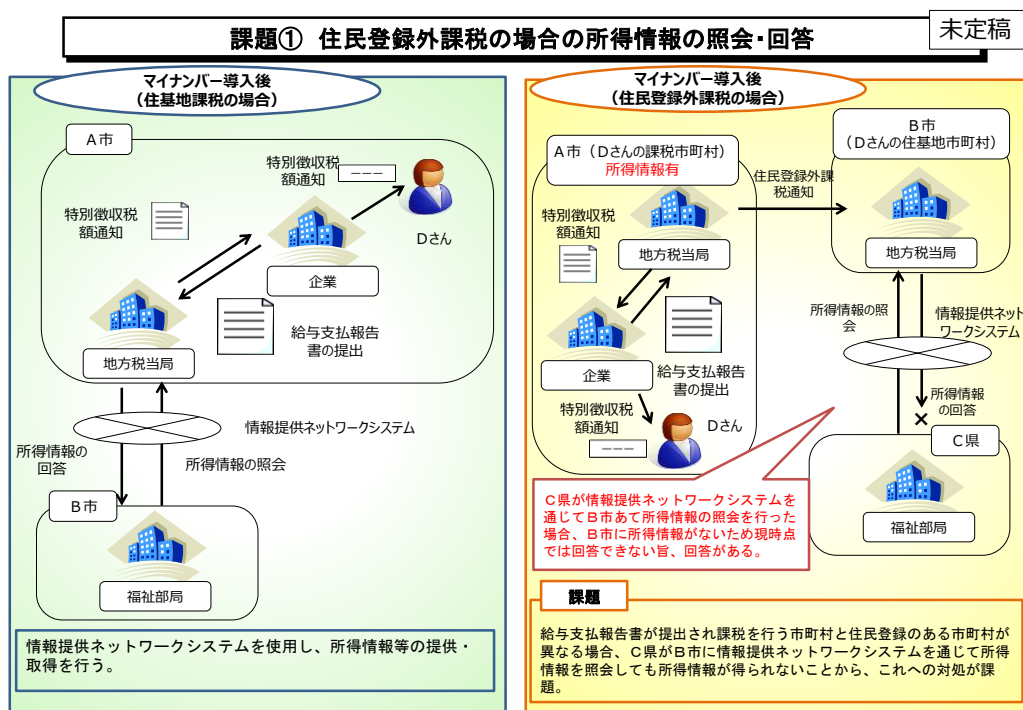 課題① 住民登録外課税の場合の所得情報の照会・回答
未定稿
マイナンバー導入後
（住基地課税の場合）
A市
特別徴収税
額通知
−−−
Dさん
特別徴収税
額通知
企業
給与支払報告
書の提出
地方税当局
情報提供ネットワークシステム
所得情報の
回答
所得情報の照会
B市
福祉部局
情報提供ネットワークシステムを使用し、所得情報等の提供・
取得を行う。
マイナンバー導入後
（住民登録外課税の場合）
A市（Dさんの課税市町村）
所得情報有
B市
（Dさんの住基地市町村）
住民登録外課
税通知
特別徴収税
額通知
地方税当局
地方税当局
企業
給与支払報告
書の提出
特別徴収税
額通知
−−−
Dさん
所得情報の照
会
情報提供ネット
ワークシステム
所得情報
の回答
×
C県
福祉部局
C県が情報提供ネットワークシステムを
通じてB市あて所得情報の照会を行った
場合、B市に所得情報がないため現時点
では回答できない旨、回答がある。
課題
給与支払報告書が提出され課税を行う市町村と住民登録のある市町村が
異なる場合、C県がB市に情報提供ネットワークシステムを通じて所得
情報を照会しても所得情報が得られないことから、これへの対処が課
題。